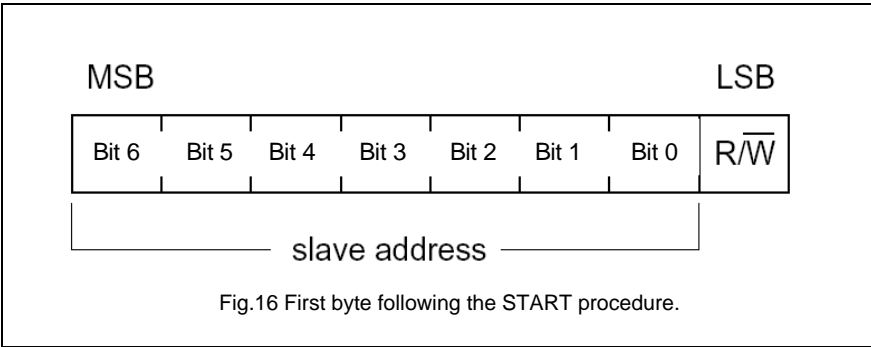 MSB LSB
Bit 6 Bit 5 Bit 4 Bit 3 Bit 2 Bit 1 Bit 0 R/W̅
slave address
Fig.16 First byte following the START procedure.